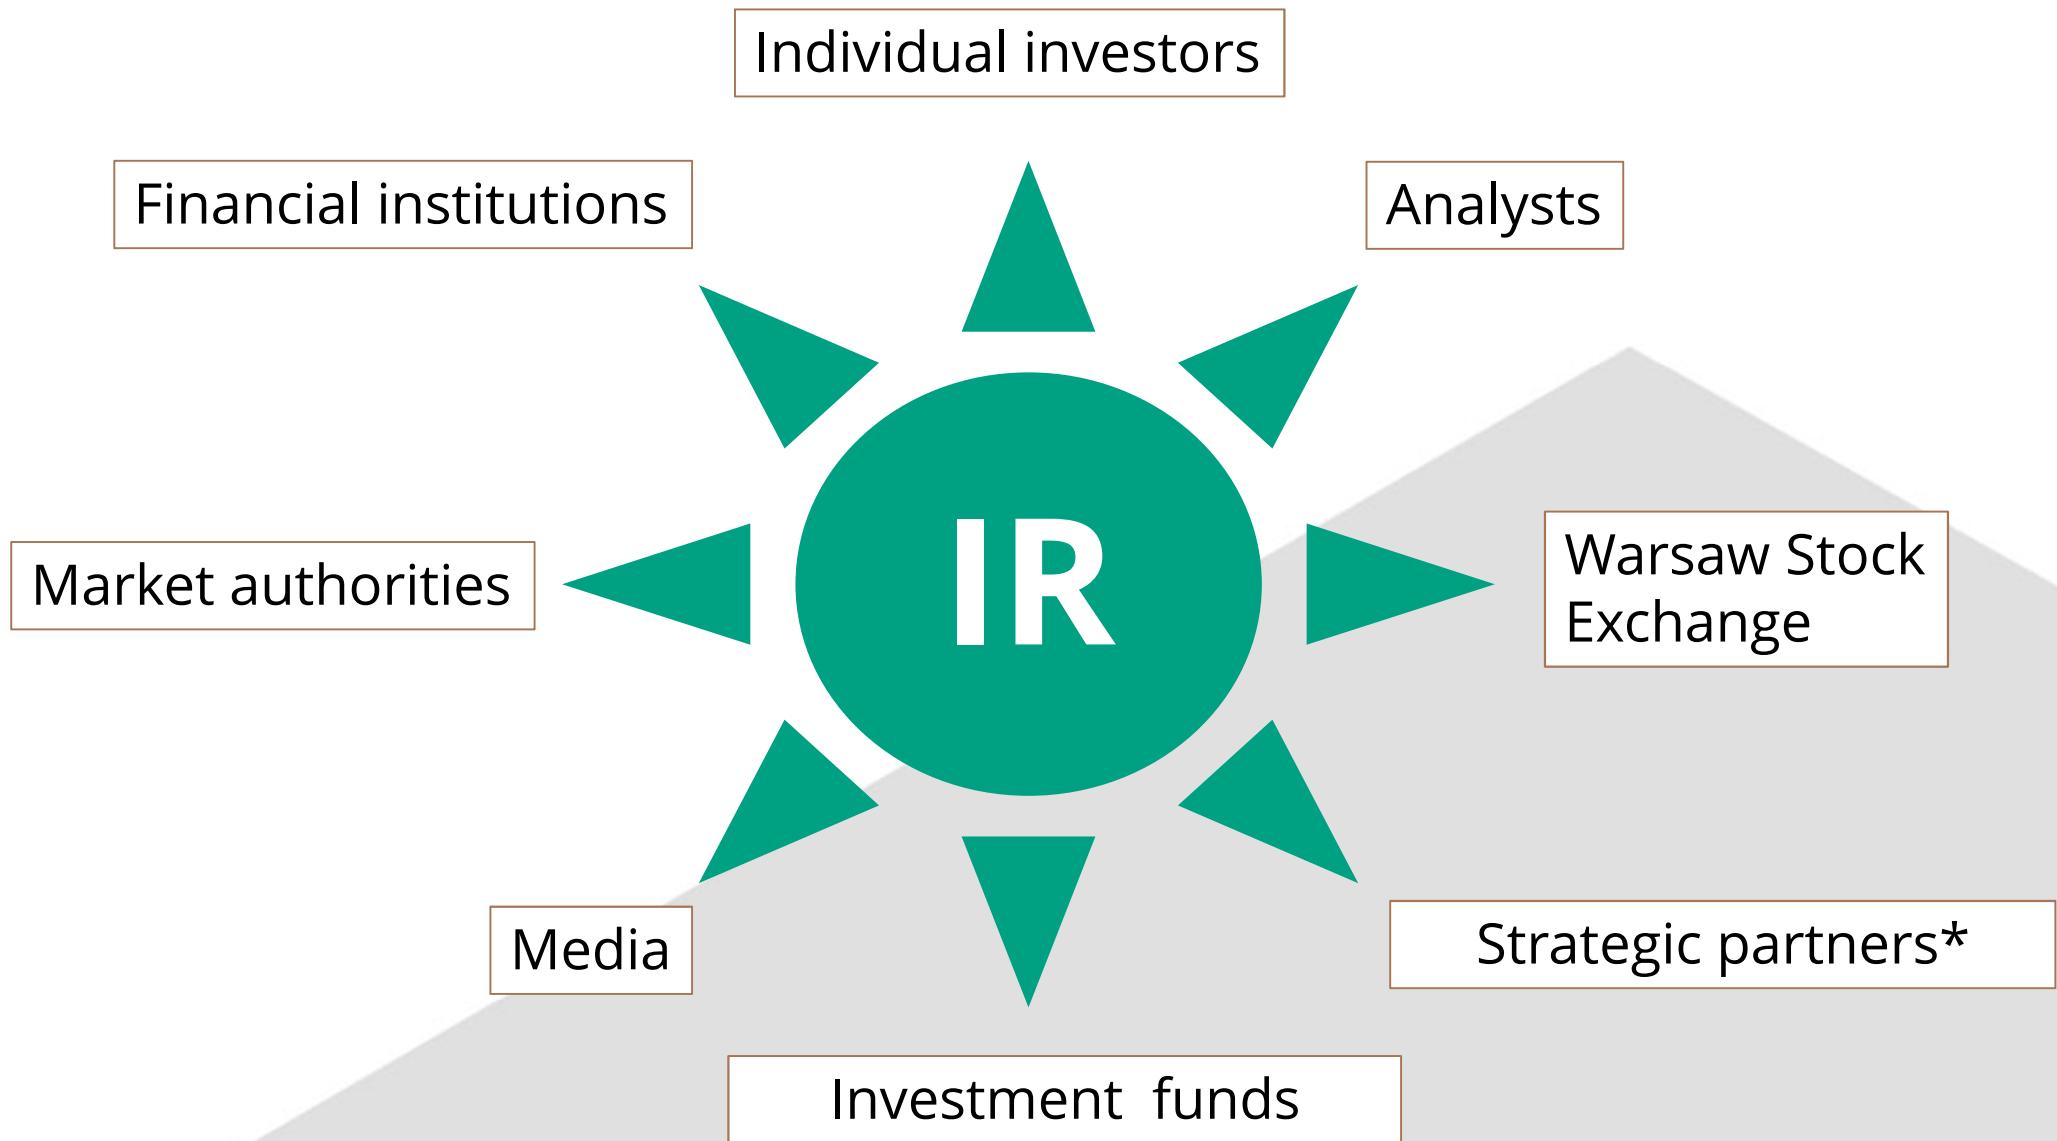 Individual investors
Financial institutions
Analysts
IR
Market authorities
Warsaw Stock
Exchange
Media
Strategic partners*
Investment  funds